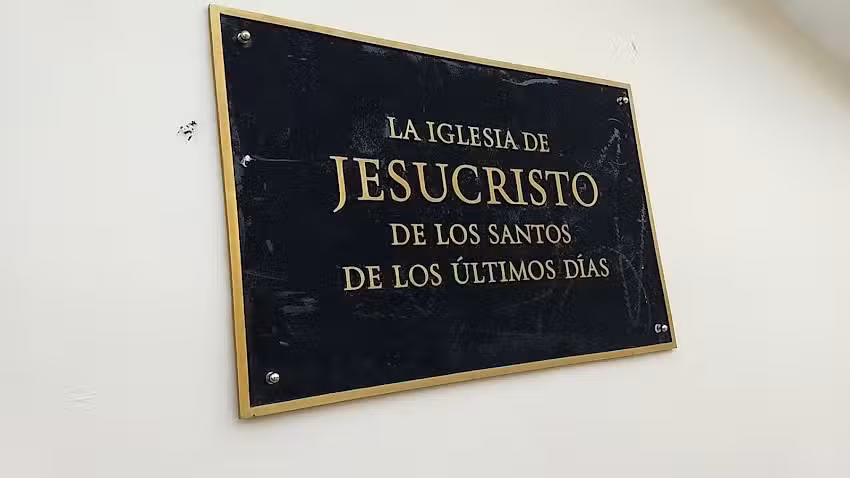 LA IGLESIA DE
JESUCRISTO
DE LOS SANTOS
DE LOS ÚLTIMOS DÍAS